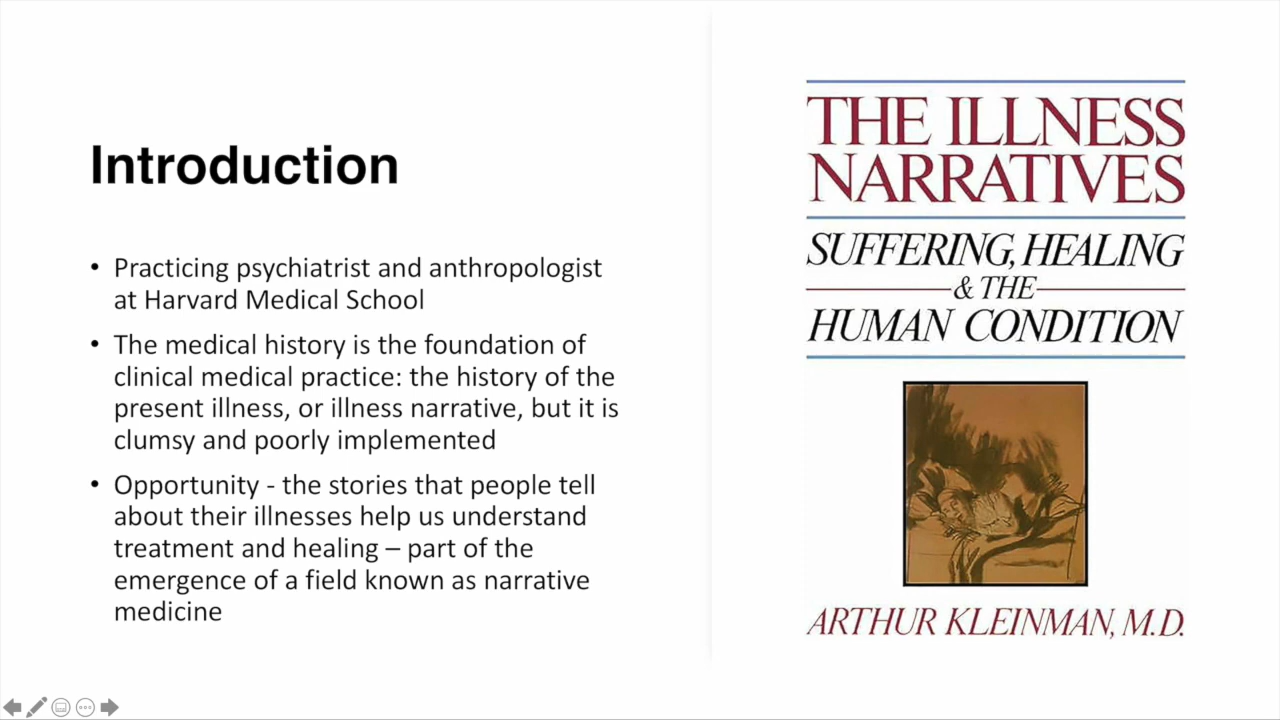 Introduction
• Practicing psychiatrist and anthropologist
at Harvard Medical School
• The medical history is the foundation of
clinical medical practice: the history of the
present illness, or illness narrative, but it is
clumsy and poorly implemented
• Opportunity - the stories that people tell
about their illnesses help us understand
treatment and healing – part of the
emergence of a field known as narrative
medicine
THE ILLNESS
NARRATIVES
SUFFERING, HEALING
& THE
HUMAN CONDITION
ARTHUR KLEINMAN, M.D.